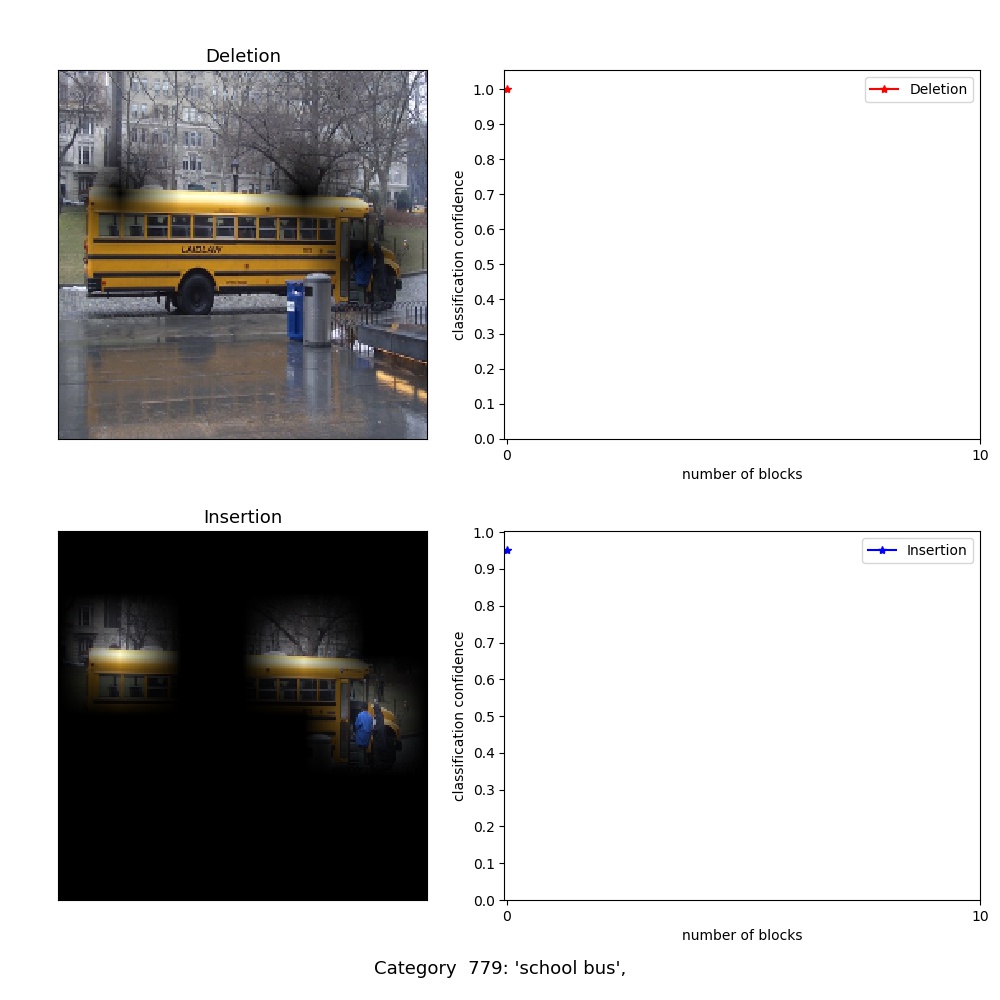 Deletion
LAIDLAW
classification confidence
1.0
0.9
0.8
0.7
0.6
0.5
0.4
0.3
0.2
0.1
0.0
0
10
number of blocks
Deletion
Insertion
classification confidence
1.0
0.9
0.8
0.7
0.6
0.5
0.4
0.3
0.2
0.1
0.0
0
10
number of blocks
Insertion
Category  779: 'school bus',